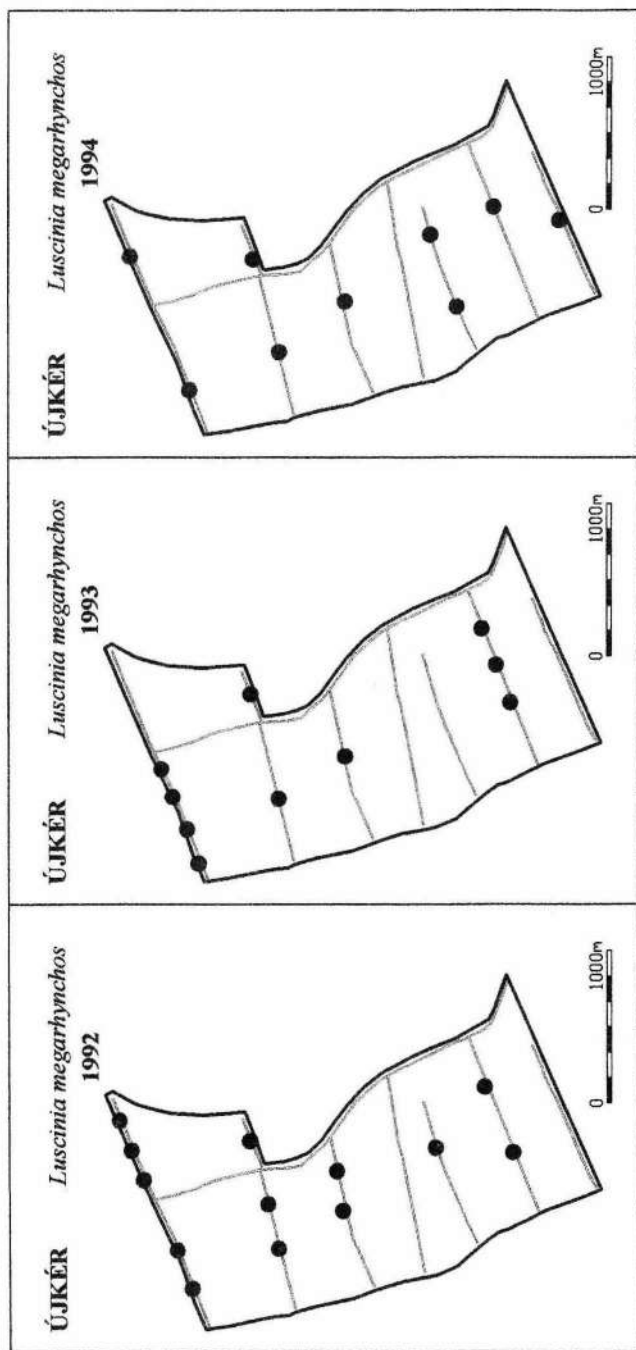 ÚJKÉR
Luscinia megarhynchos
1992
0 1000m
ÚJKÉR
Luscinia megarhynchos
1993
0 1000m
ÚJKÉR
Luscinia megarhynchos
1994
0 1000m